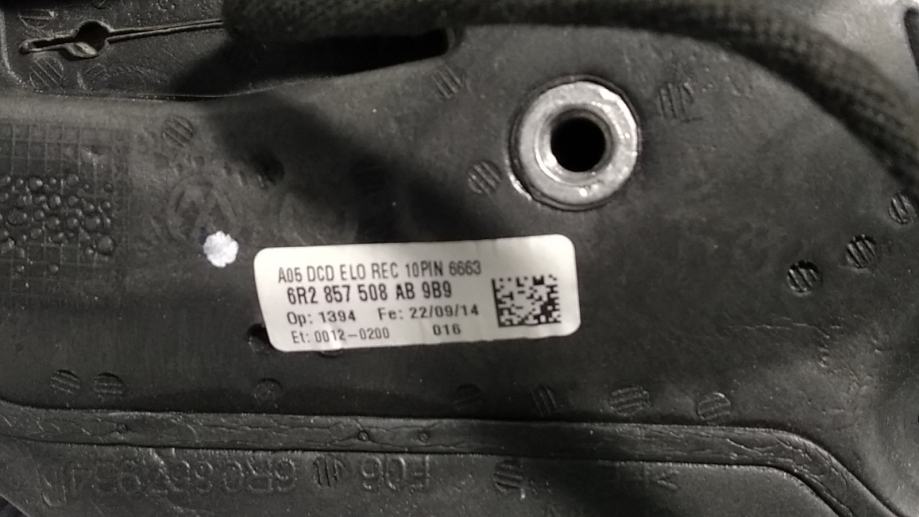 A05 DCD ELO REC 10PIN 6663
6R2 857 508 AB 9B9
Op: 1394 Fe: 22/09/14
Et: 0012-0200 016